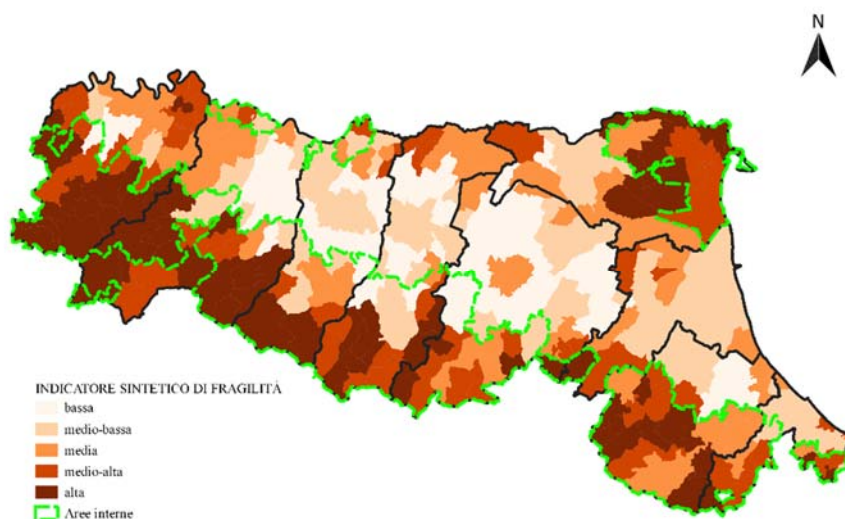 N
INDICATORE SINTETICO DI FRAGILITÀ
bassa
medio-bassa
media
medio-alta
alta
Aree interne